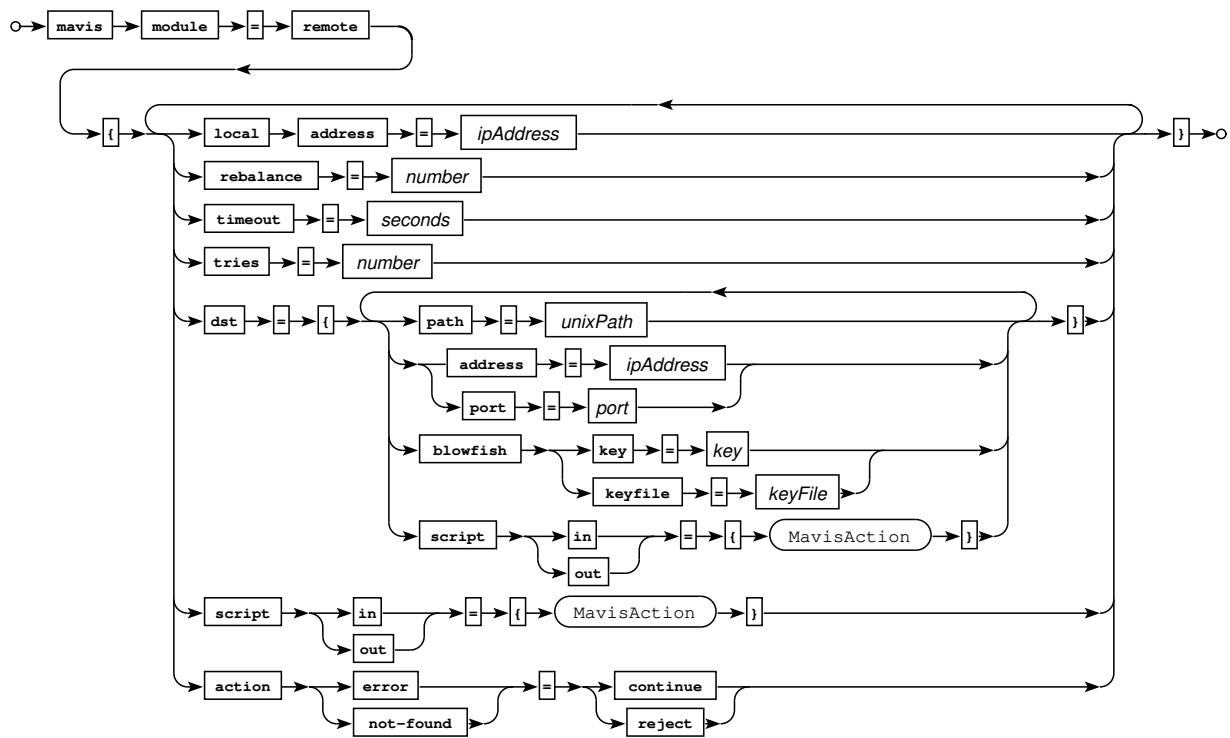 mavis module = remote
{ local address = ipAddress }
rebalance = number
timeout = seconds
tries = number
dst = { path = unixPath }
address = ipAddress
port = port
blowfish key = key
keyfile = keyFile
script in = { MavisAction }
out
script in = { MavisAction }
out
action error = continue
not-found reject